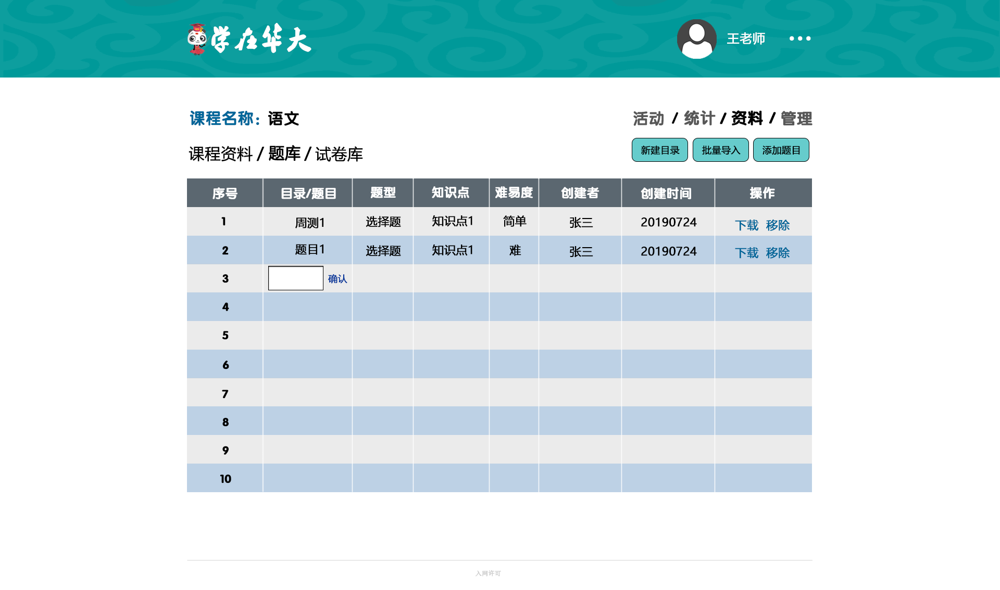 学在华大
王老师
课程名称：语文
活动 / 统计 / 资料 / 管理
课程资料 / 题库 / 试卷库
新建目录 批量导入 添加题目
序号 目录/题目 题型 知识点 难易度 创建者 创建时间 操作
1 周测1 选择题 知识点1 简单 张三 20190724 下载 移除
2 题目1 选择题 知识点1 难 张三 20190724 下载 移除
3 确认
4
5
6
7
8
9
10
入网许可